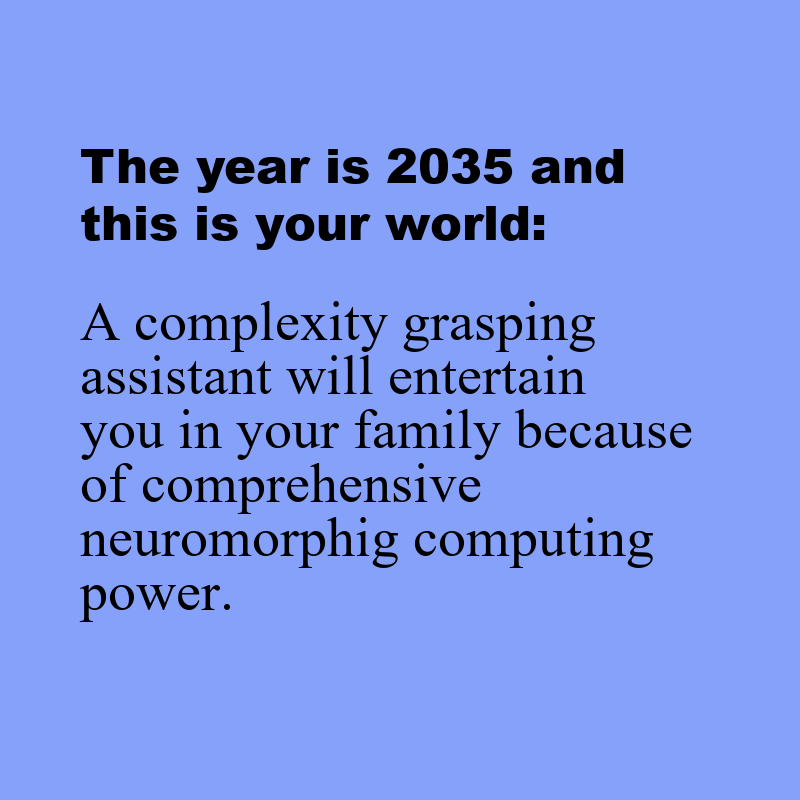 The year is 2035 and
this is your world:
A complexity grasping
assistant will entertain
you in your family because
of comprehensive
neuromorphig computing
power.